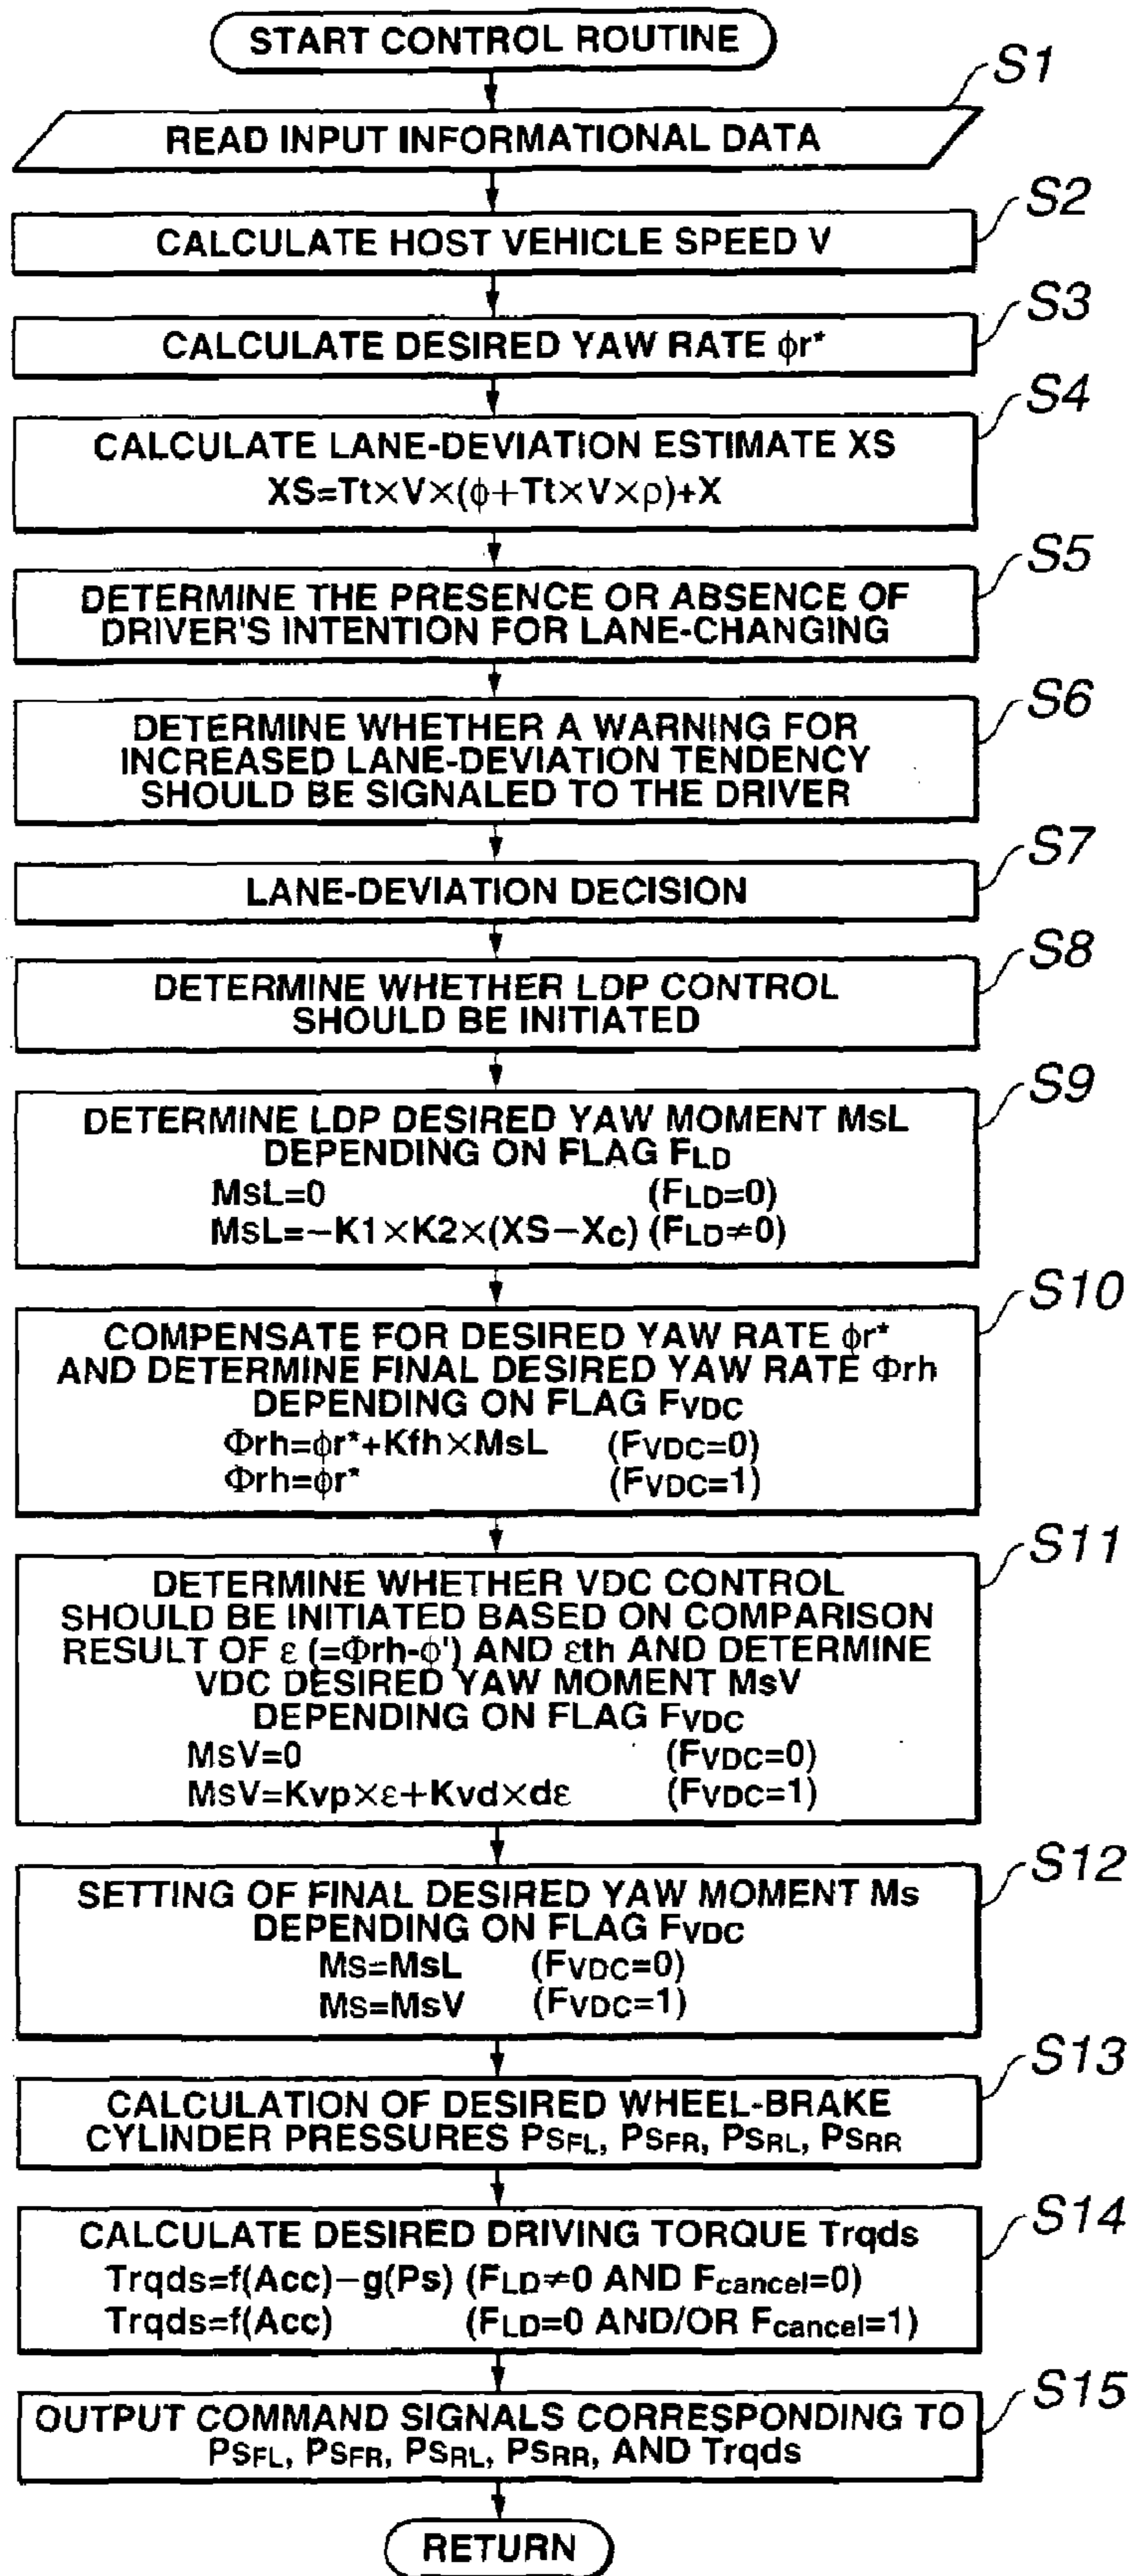 START CONTROL ROUTINE
S1
READ INPUT INFORMATIONAL DATA
S2
CALCULATE HOST VEHICLE SPEED V
S3
CALCULATE DESIRED YAW RATE ϕr*
S4
CALCULATE LANE-DEVIATION ESTIMATE XS
XS=Tt×V×(ϕ+Tt×V×ρ)+X
S5
DETERMINE THE PRESENCE OR ABSENCE OF
DRIVER'S INTENTION FOR LANE-CHANGING
S6
DETERMINE WHETHER A WARNING FOR
INCREASED LANE-DEVIATION TENDENCY
SHOULD BE SIGNALED TO THE DRIVER
S7
LANE-DEVIATION DECISION
S8
DETERMINE WHETHER LDP CONTROL
SHOULD BE INITIATED
S9
DETERMINE LDP DESIRED YAW MOMENT MsL
DEPENDING ON FLAG FLD
MsL=0 (FLD=0)
MsL=−K1×K2×(XS−Xc) (FLD≠0)
S10
COMPENSATE FOR DESIRED YAW RATE ϕr*
AND DETERMINE FINAL DESIRED YAW RATE Φrh
DEPENDING ON FLAG FVDC
Φrh=ϕr*+Kfh×MsL (FVDC=0)
Φrh=ϕr* (FVDC=1)
S11
DETERMINE WHETHER VDC CONTROL
SHOULD BE INITIATED BASED ON COMPARISON
RESULT OF ε (=Φrh-ϕ') AND εth AND DETERMINE
VDC DESIRED YAW MOMENT MsV
DEPENDING ON FLAG FVDC
MsV=0 (FVDC=0)
MsV=Kvp×ε+Kvd×dε (FVDC=1)
S12
SETTING OF FINAL DESIRED YAW MOMENT Ms
DEPENDING ON FLAG FVDC
Ms=MsL (FVDC=0)
Ms=MsV (FVDC=1)
S13
CALCULATION OF DESIRED WHEEL-BRAKE
CYLINDER PRESSURES PSFL, PSFR, PSRL, PSRR
S14
CALCULATE DESIRED DRIVING TORQUE Trqds
Trqds=f(Acc)−g(Ps) (FLD≠0 AND Fcancel=0)
Trqds=f(Acc) (FLD=0 AND/OR Fcancel=1)
S15
OUTPUT COMMAND SIGNALS CORRESPONDING TO
PSFL, PSFR, PSRL, PSRR, AND Trqds
RETURN